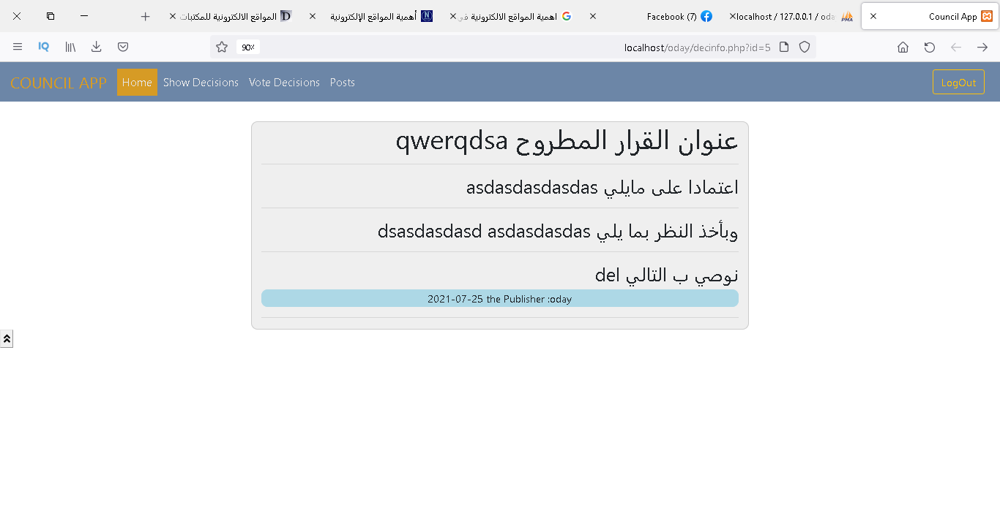 Council App
localhost / 127.0.0.1 / oda
Facebook (7)
اهمية المواقع الالكترونية في
أهمية المواقع الإلكترونية
المواقع الالكترونية للمكتبات
localhost/oday/decinfo.php?id=5
90٪
COUNCIL APP Home Show Decisions Vote Decisions Posts LogOut
عنوان القرار المطروح qwerqdsa
اعتمادا على مايلي asdasdasdasdas
وبأخذ النظر بما يلي dsasdasdasd asdasdasdas
نوصي ب التالي del
2021-07-25 the Publisher :oday